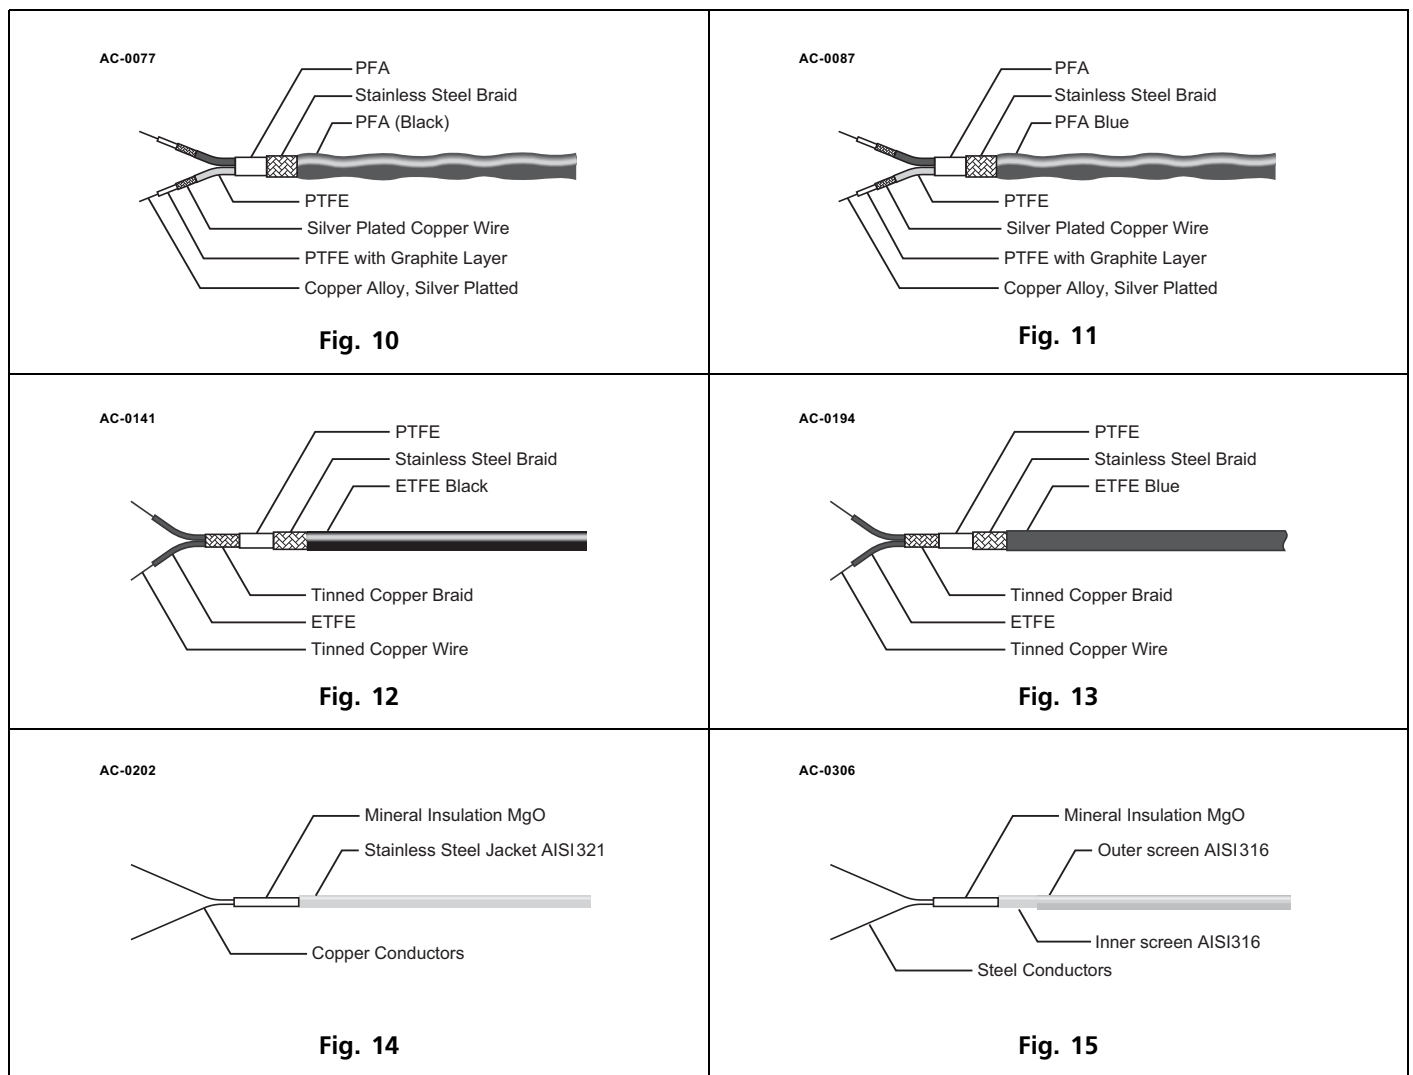 AC-0077
PFA
Stainless Steel Braid
PFA (Black)
PTFE
Silver Plated Copper Wire
PTFE with Graphite Layer
Copper Alloy, Silver Platted
Fig. 10
AC-0087
PFA
Stainless Steel Braid
PFA Blue
PTFE
Silver Plated Copper Wire
PTFE with Graphite Layer
Copper Alloy, Silver Platted
Fig. 11
AC-0141
PTFE
Stainless Steel Braid
ETFE Black
Tinned Copper Braid
ETFE
Tinned Copper Wire
Fig. 12
AC-0194
PTFE
Stainless Steel Braid
ETFE Blue
Tinned Copper Braid
ETFE
Tinned Copper Wire
Fig. 13
AC-0202
Mineral Insulation MgO
Stainless Steel Jacket AISI321
Copper Conductors
Fig. 14
AC-0306
Mineral Insulation MgO
Outer screen AISI316
Inner screen AISI316
Steel Conductors
Fig. 15